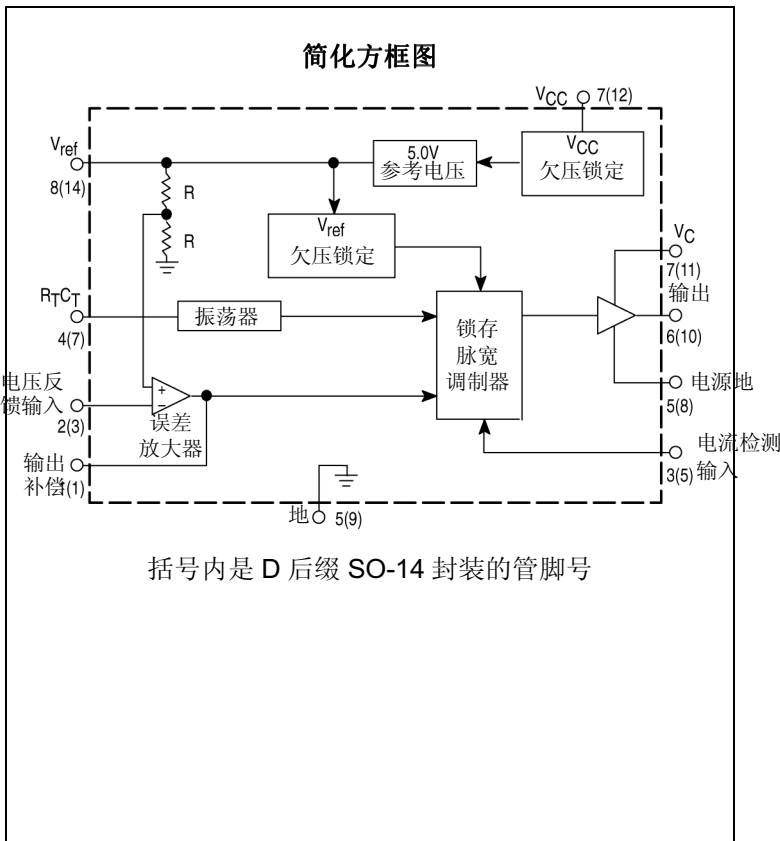 简化方框图
VCC 7(12)
Vref
8(14)
5.0V
参考电压
VCC
欠压锁定
R
R
Vref
欠压锁定
VC
7(11)
输出
6(10)
RTCT
4(7)
振荡器
锁存
脉宽
调制器
电源地
5(8)
电压反
馈输入
2(3)
+
−
误差
放大器
电流检测
3(5) 输入
输出
补偿 1(1)
地 5(9)
括号内是 D 后缀 SO-14 封装的管脚号